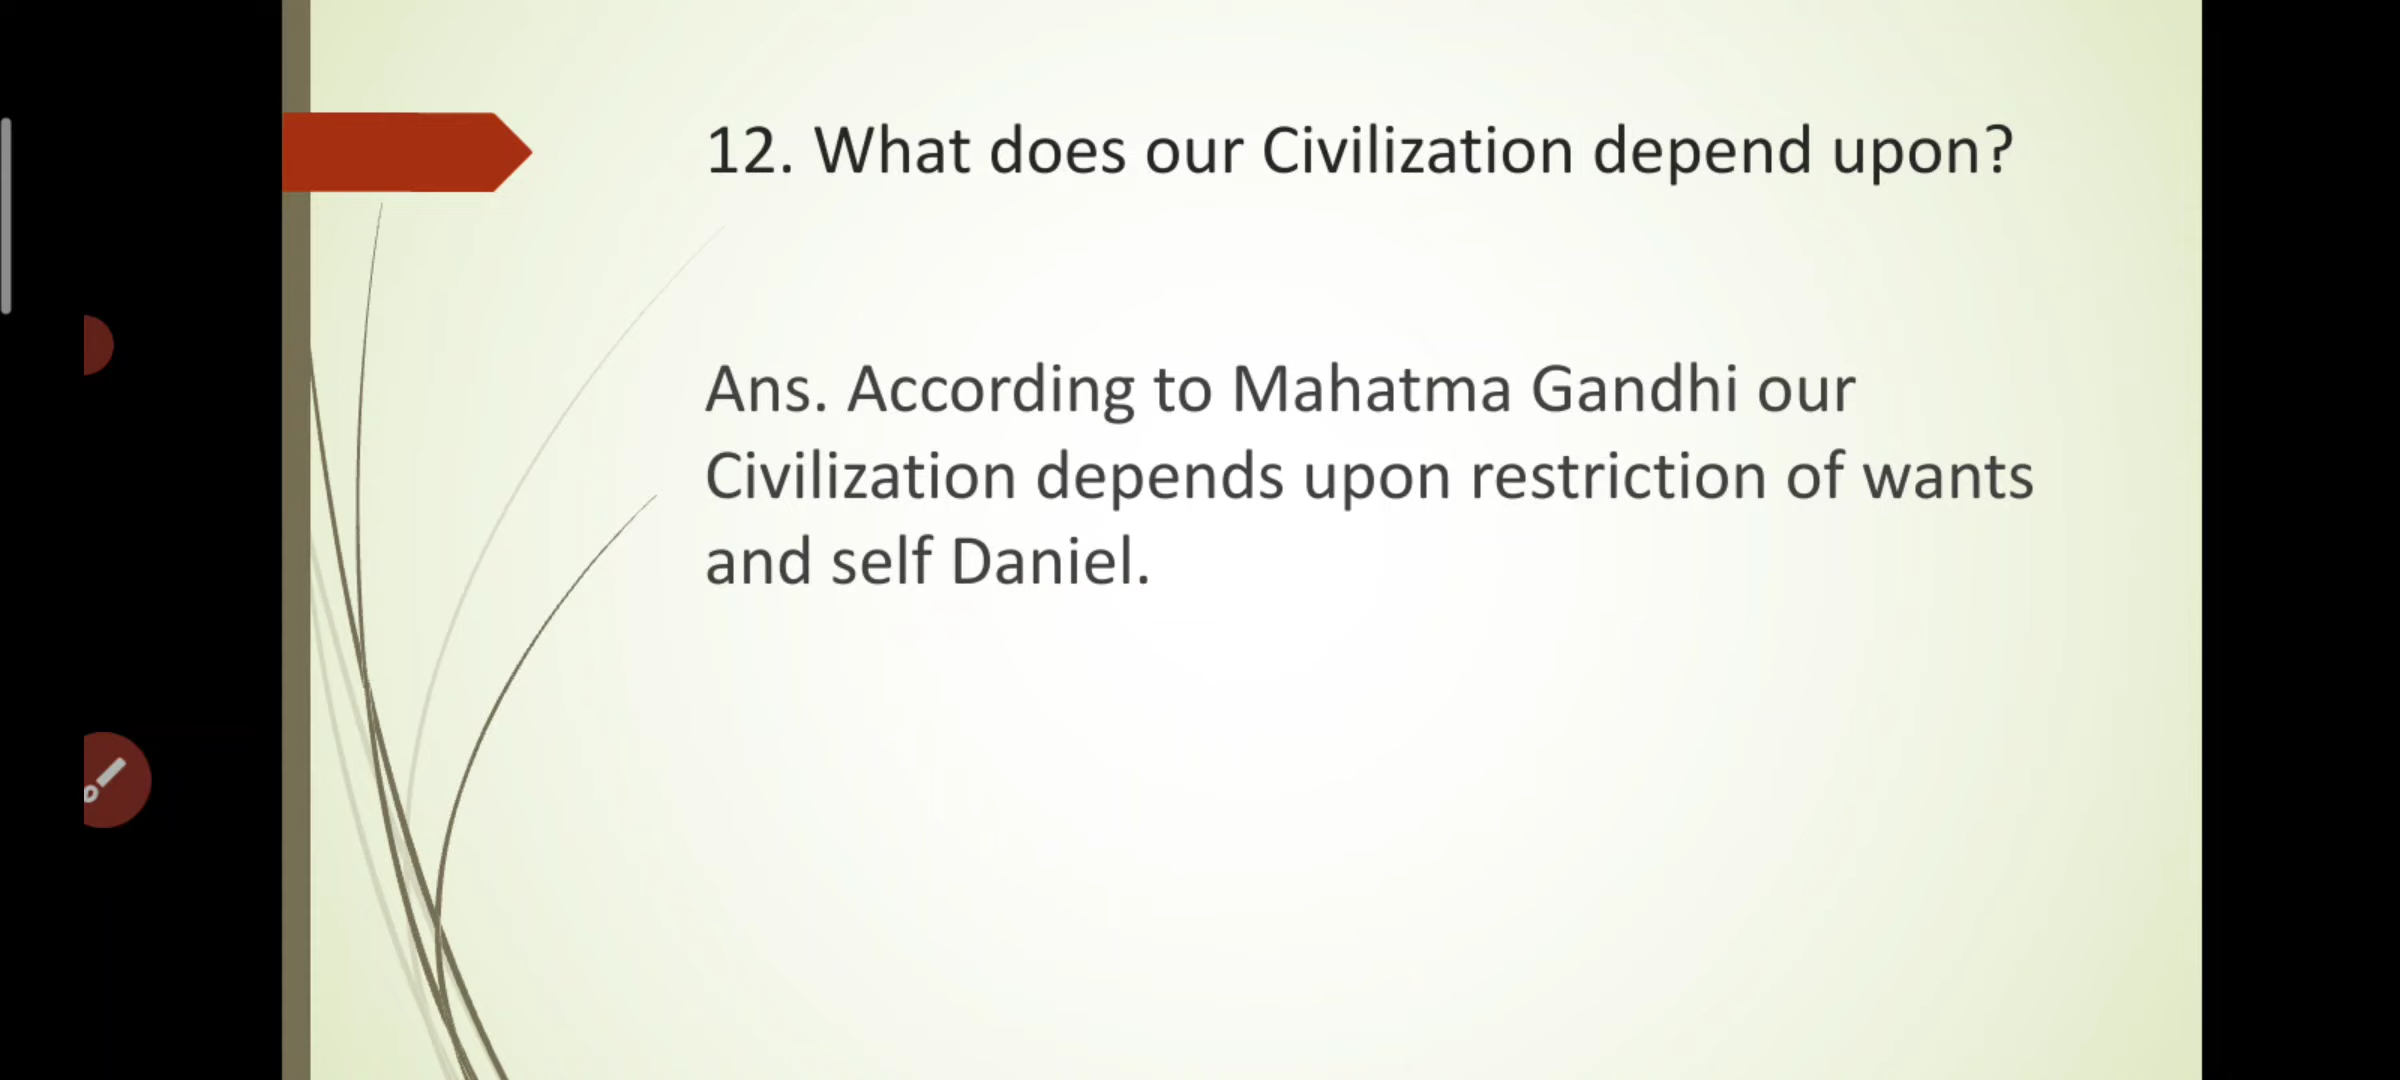 12. What does our Civilization depend upon?
Ans. According to Mahatma Gandhi our
Civilization depends upon restriction of wants
and self Daniel.